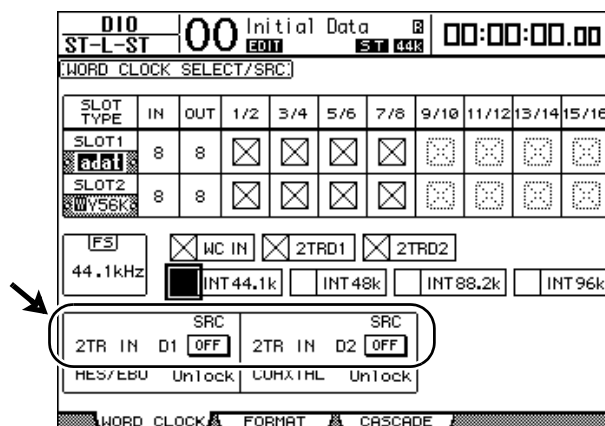 DIO
ST-L-ST
00 Initial Data
EDIT ST 44k
00:00:00.00
WORD CLOCK SELECT/SRC
SLOT TYPE IN OUT 1/2 3/4 5/6 7/8 9/10 11/12 13/14 15/16
SLOT1 adat 8 8
SLOT2 Y56K 8 8
FS 44.1kHz
WC IN 2TRD1 2TRD2
INT44.1k INT48k INT88.2k INT96k
SRC SRC
2TR IN D1 OFF 2TR IN D2 OFF
AES/EBU Unlock COAXIAL Unlock
WORD CLOCK FORMAT CASCADE